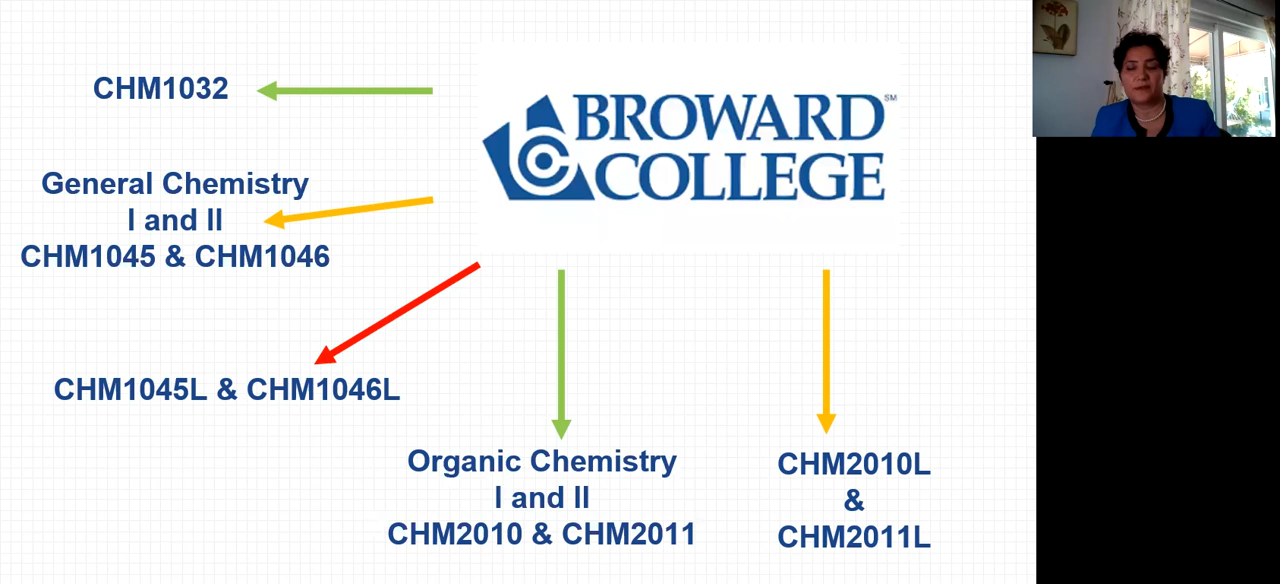 CHM1032
BROWARD SM
COLLEGE
General Chemistry
I and II
CHM1045 & CHM1046
CHM1045L & CHM1046L
Organic Chemistry
I and II
CHM2010 & CHM2011
CHM2010L
&
CHM2011L